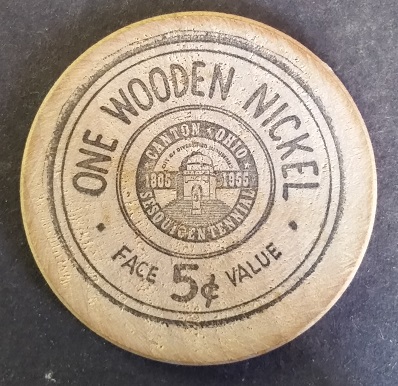 ONE WOODEN NICKEL
CANTON OHIO
1805 1955
SESQUICENTENNIAL
FACE 5¢ VALUE